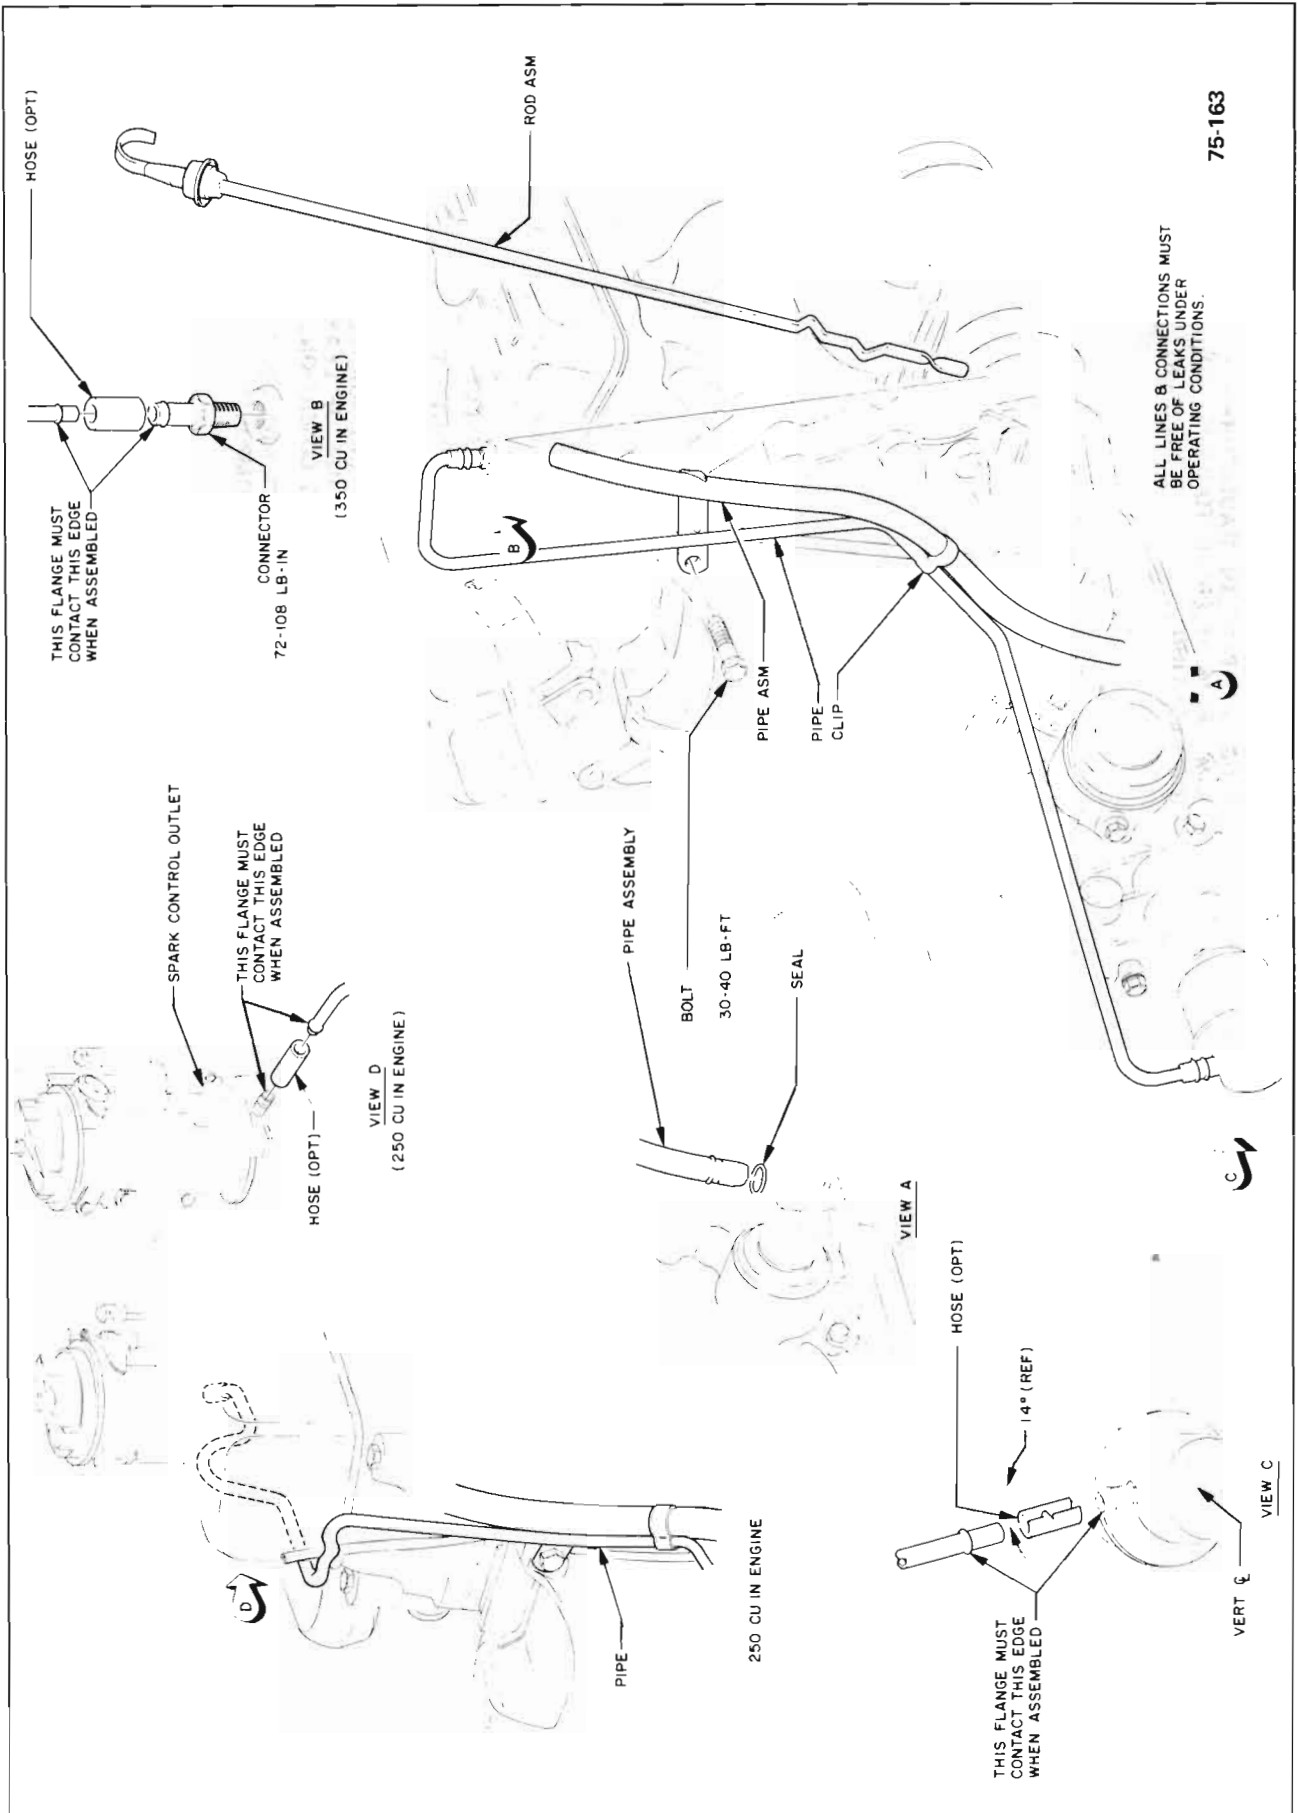 HOSE (OPT)
THIS FLANGE MUST
CONTACT THIS EDGE
WHEN ASSEMBLED
CONNECTOR
72-108 LB-IN
VIEW B
(350 CU IN ENGINE)
ROD ASM
SPARK CONTROL OUTLET
THIS FLANGE MUST
CONTACT THIS EDGE
WHEN ASSEMBLED
HOSE (OPT)
VIEW D
(250 CU IN ENGINE)
D
PIPE
250 CU IN ENGINE
B
PIPE ASSEMBLY
BOLT
30-40 LB-FT
SEAL
VIEW A
PIPE ASM
PIPE
CLIP
A
C
HOSE (OPT)
14° (REF)
THIS FLANGE MUST
CONTACT THIS EDGE
WHEN ASSEMBLED
VERT ℄
VIEW C
ALL LINES & CONNECTIONS MUST
BE FREE OF LEAKS UNDER
OPERATING CONDITIONS.
75-163